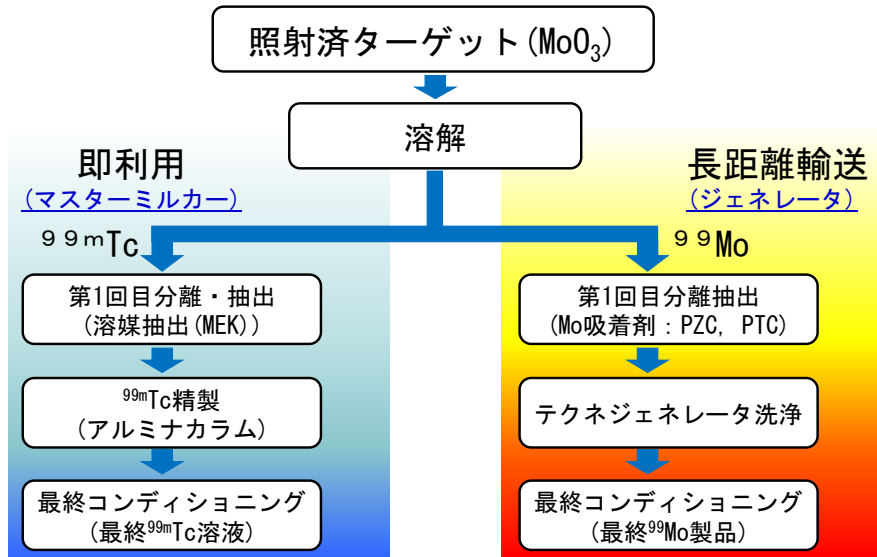 照射済ターゲット(MoO₃)
溶解
即利用
(マスターミルカー)
⁹⁹ᵐTc
第1回目分離・抽出
(溶媒抽出(MEK))
⁹⁹ᵐTc精製
(アルミナカラム)
最終コンディショニング
(最終⁹⁹ᵐTc溶液)
長距離輸送
(ジェネレータ)
⁹⁹Mo
第1回目分離抽出
(Mo吸着剤：PZC, PTC)
テクネジェネレータ洗浄
最終コンディショニング
(最終⁹⁹Mo製品)